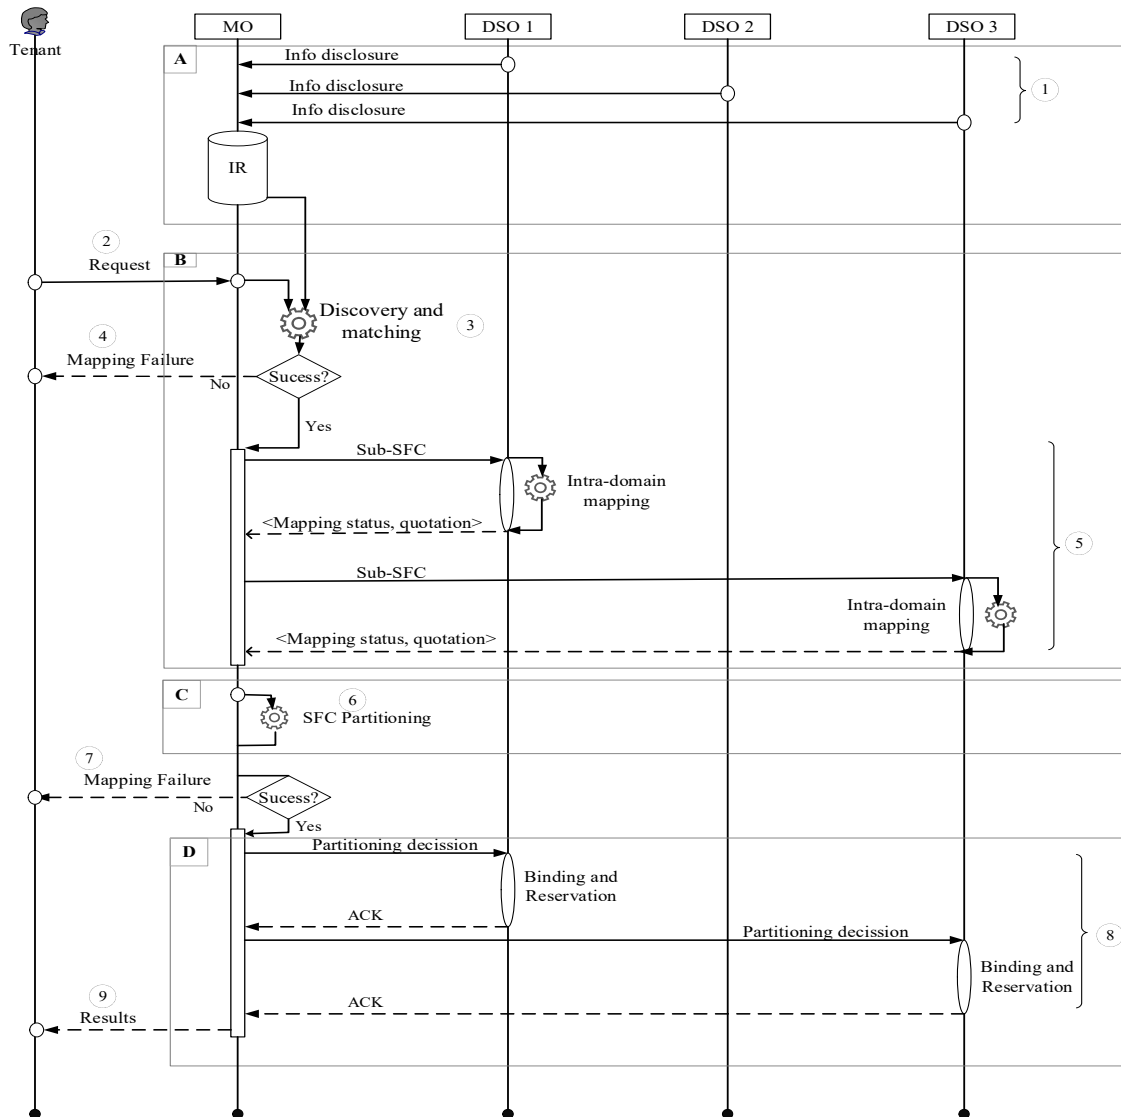 Tenant
MO
DSO 1
DSO 2
DSO 3
A
Info disclosure
Info disclosure
Info disclosure
1
IR
2
Request
B
Discovery and
matching
3
4
Mapping Failure
No
Sucess?
Yes
Sub-SFC
Intra-domain
mapping
<Mapping status, quotation>
5
Sub-SFC
Intra-domain
mapping
<Mapping status, quotation>
C
6
SFC Partitioning
7
Mapping Failure
No
Sucess?
Yes
D
Partitioning decission
Binding and
Reservation
ACK
Partitioning decission
8
Binding and
Reservation
ACK
9
Results